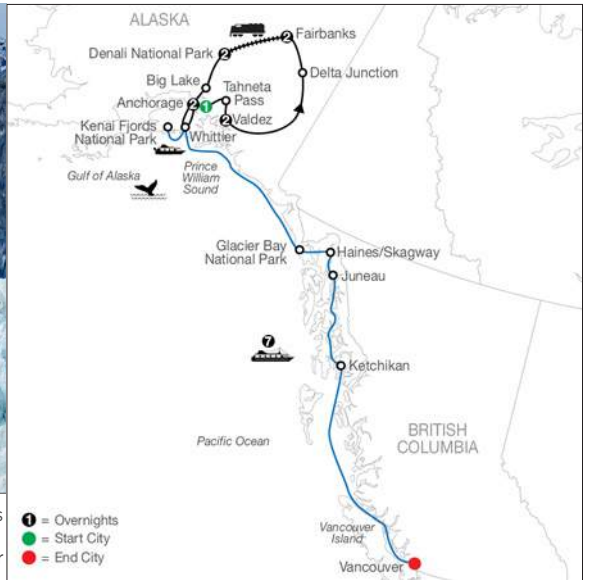 ALASKA
2 Fairbanks
Denali National Park 2
Delta Junction
Big Lake
Tahneta
Pass
Anchorage 2
1
2 Valdez
Kenai Fjords
National Park
Whittier
Gulf of Alaska
Prince
William
Sound
Glacier Bay
National Park
Haines/Skagway
Juneau
7
Ketchikan
BRITISH
COLUMBIA
Pacific Ocean
1 = Overnights
= Start City
= End City
Vancouver
Island
Vancouver
s
r